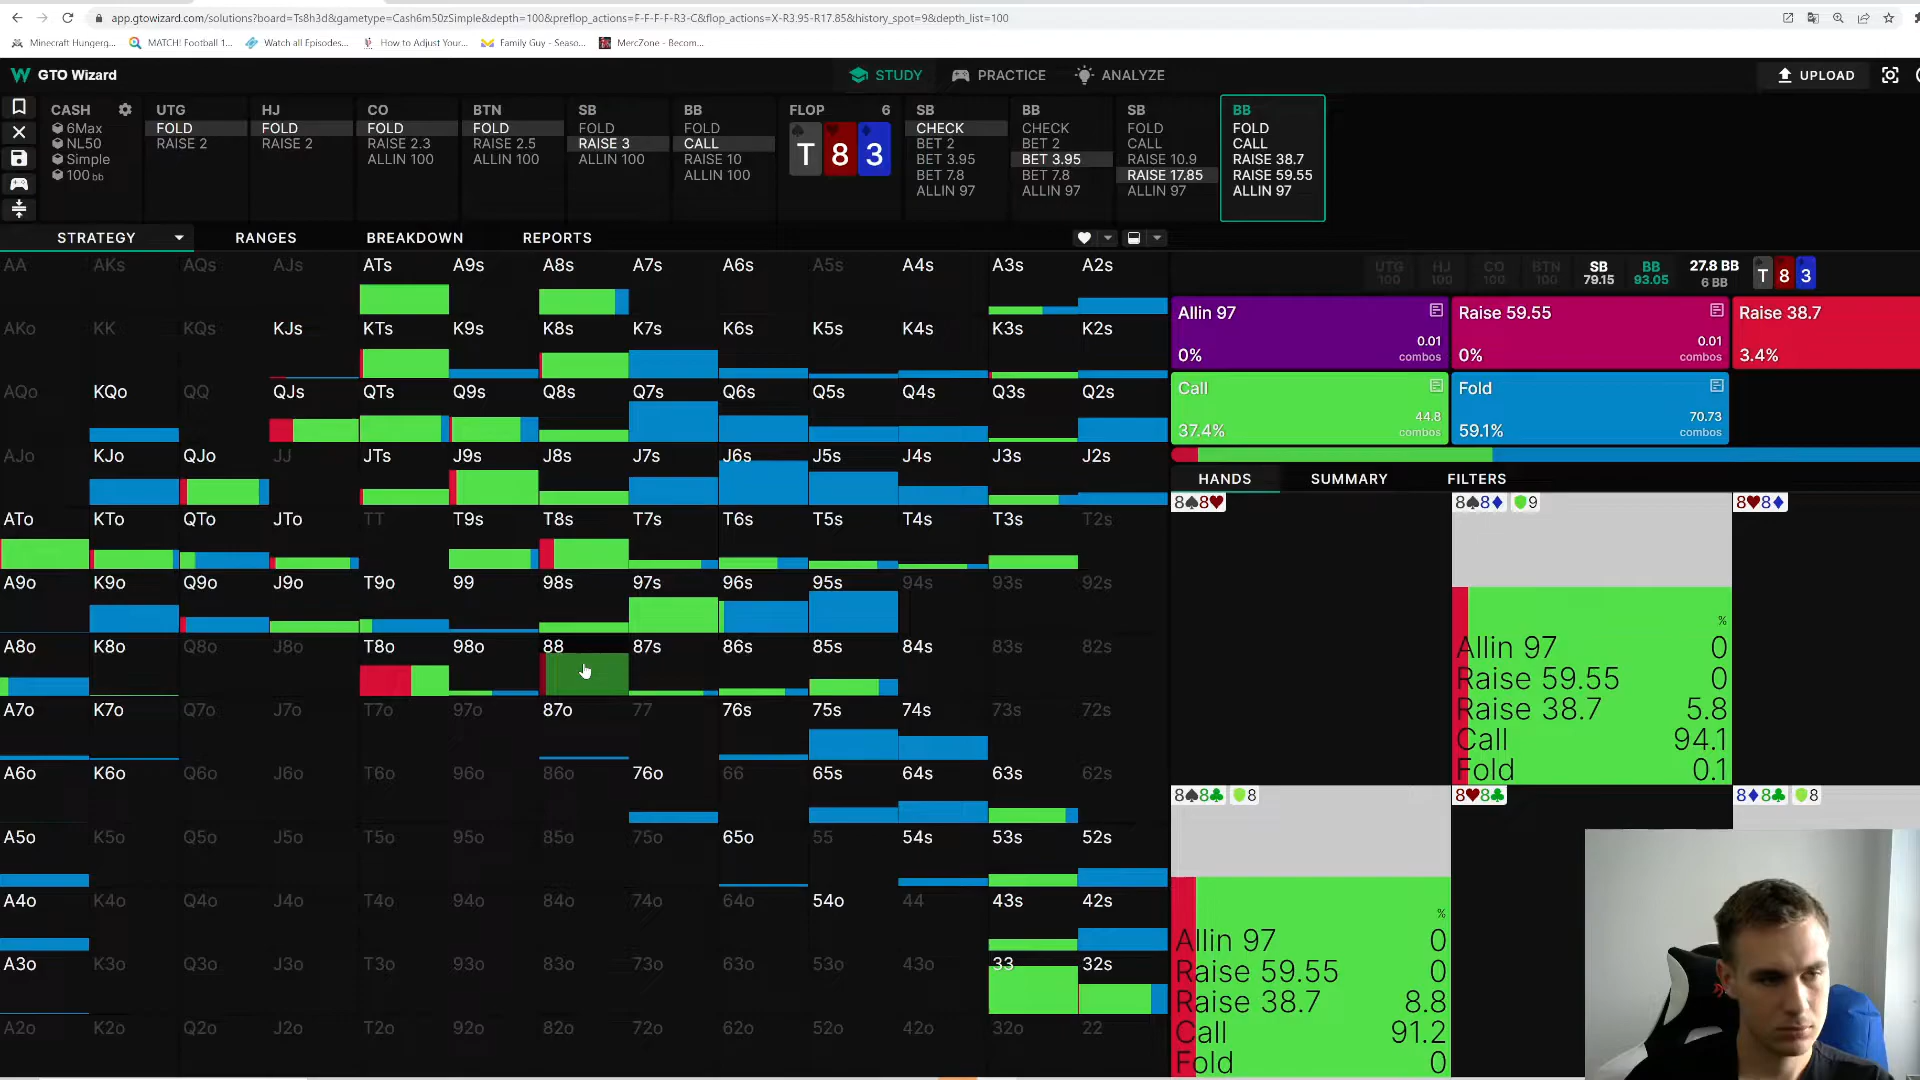 app.gtowizard.com/solutions?board=Ts8h3d&gametype=Cash6m50zSimple&depth=100&preflop_actions=F-F-F-F-R3-C&flop_actions=X-R3.95-R17.85&history_spot=9&depth_list=100
Minecraft Hungerg... MATCH! Football 1... Watch all Episodes... How to Adjust Your... Family Guy - Seaso... MercZone - Becom...
W GTO Wizard STUDY PRACTICE ANALYZE UPLOAD
CASH UTG HJ CO BTN SB BB FLOP 6 SB BB SB BB
6Max FOLD FOLD FOLD FOLD FOLD FOLD CHECK CHECK FOLD FOLD
NL50 RAISE 2 RAISE 2 RAISE 2.3 RAISE 2.5 RAISE 3 CALL T 8 3 BET 2 BET 2 CALL CALL
Simple ALLIN 100 ALLIN 100 ALLIN 100 RAISE 10 BET 3.95 BET 3.95 RAISE 10.9 RAISE 38.7
100 bb ALLIN 100 BET 7.8 BET 7.8 RAISE 17.85 RAISE 59.55
ALLIN 97 ALLIN 97 ALLIN 97 ALLIN 97
STRATEGY RANGES BREAKDOWN REPORTS
AA AKs AQs AJs ATs A9s A8s A7s A6s A5s A4s A3s A2s
AKo KK KQs KJs KTs K9s K8s K7s K6s K5s K4s K3s K2s
AQo KQo QQ QJs QTs Q9s Q8s Q7s Q6s Q5s Q4s Q3s Q2s
AJo KJo QJo JJ JTs J9s J8s J7s J6s J5s J4s J3s J2s
ATo KTo QTo JTo TT T9s T8s T7s T6s T5s T4s T3s T2s
A9o K9o Q9o J9o T9o 99 98s 97s 96s 95s 94s 93s 92s
A8o K8o Q8o J8o T8o 98o 88 87s 86s 85s 84s 83s 82s
A7o K7o Q7o J7o T7o 97o 87o 77 76s 75s 74s 73s 72s
A6o K6o Q6o J6o T6o 96o 86o 76o 66 65s 64s 63s 62s
A5o K5o Q5o J5o T5o 95o 85o 75o 65o 55 54s 53s 52s
A4o K4o Q4o J4o T4o 94o 84o 74o 64o 54o 44 43s 42s
A3o K3o Q3o J3o T3o 93o 83o 73o 63o 53o 43o 33 32s
A2o K2o Q2o J2o T2o 92o 82o 72o 62o 52o 42o 32o 22
UTG HJ CO BTN SB BB 27.8 BB T 8 3
100 100 100 100 79.15 93.05 6 BB
Allin 97 Raise 59.55 Raise 38.7
0% 0.01 combos 0% 0.01 combos 3.4%
Call Fold
37.4% 44.8 combos 59.1% 70.73 combos
HANDS SUMMARY FILTERS
8♠8♥ 8♠8♦ 9 8♥8♦
%
Allin 97 0
Raise 59.55 0
Raise 38.7 5.8
Call 94.1
Fold 0.1
8♠8♣ 8 8♥8♣ 8♦8♣ 8
%
Allin 97 0
Raise 59.55 0
Raise 38.7 8.8
Call 91.2
Fold 0